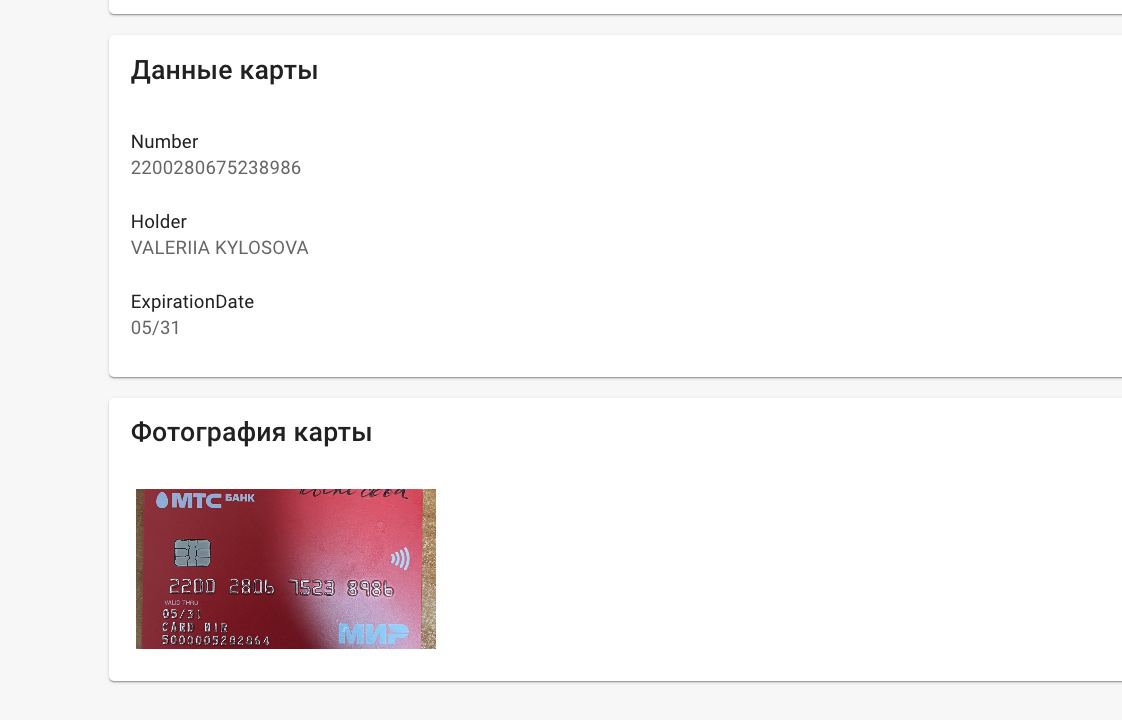 Данные карты
Number
2200280675238986
Holder
VALERIIA KYLOSOVA
ExpirationDate
05/31
Фотография карты
МТС БАНК
2200 2806 7523 8986
VALID THRU
05/31
CARD MIR
5000005282864
МИР